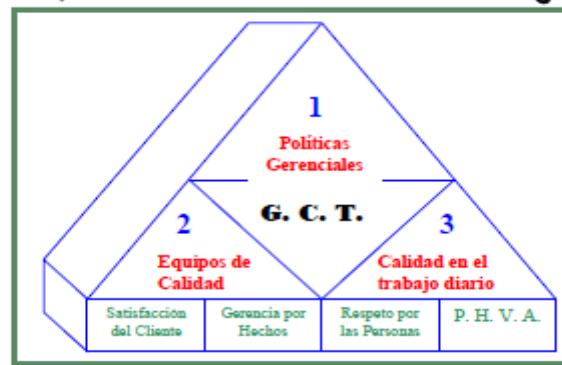 1
Políticas
Gerenciales
G. C. T.
2
Equipos de
Calidad
3
Calidad en el
trabajo diario
Satisfacción
del Cliente
Gerencia por
Hechos
Respeto por
las Personas
P. H. V. A.